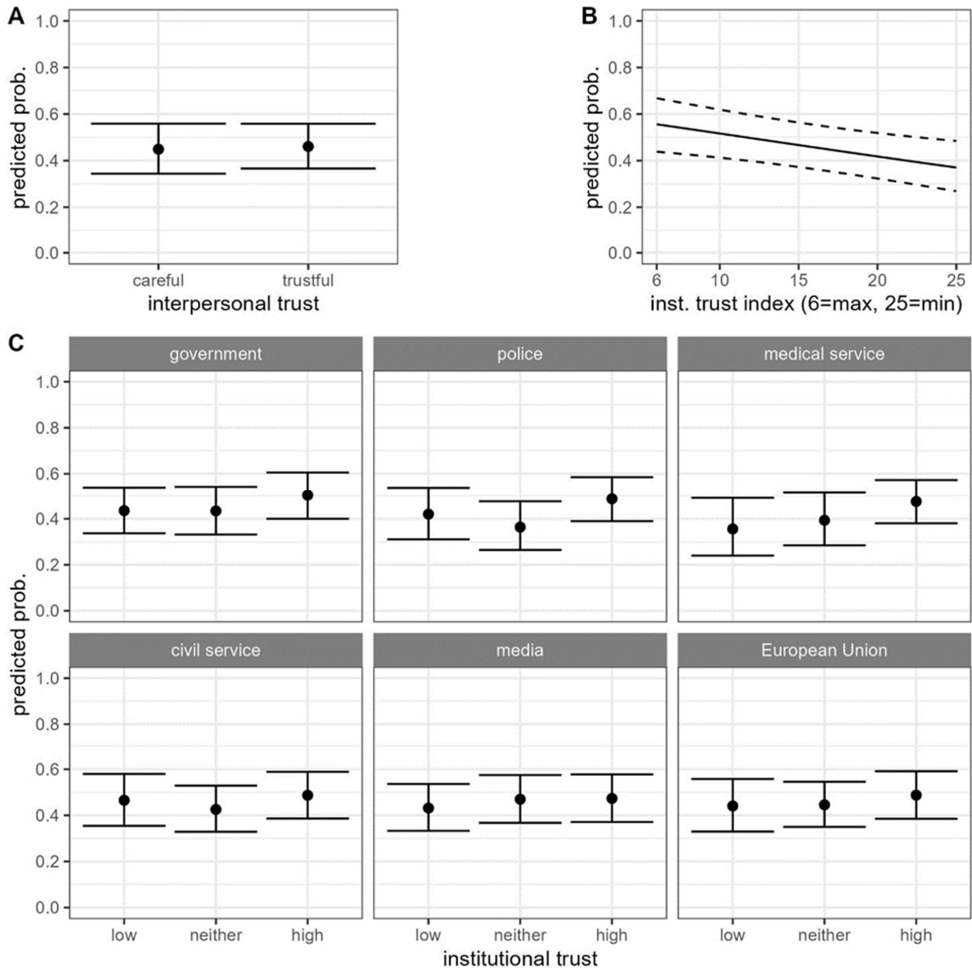 A
predicted prob.
1.0
0.8
0.6
0.4
0.2
0.0
careful trustful
interpersonal trust
B
predicted prob.
1.0
0.8
0.6
0.4
0.2
0.0
6 10 15 20 25
inst. trust index (6=max, 25=min)
C
predicted prob.
government police medical service
1.0
0.8
0.6
0.4
0.2
0.0
civil service media European Union
1.0
0.8
0.6
0.4
0.2
0.0
low neither high low neither high low neither high
institutional trust